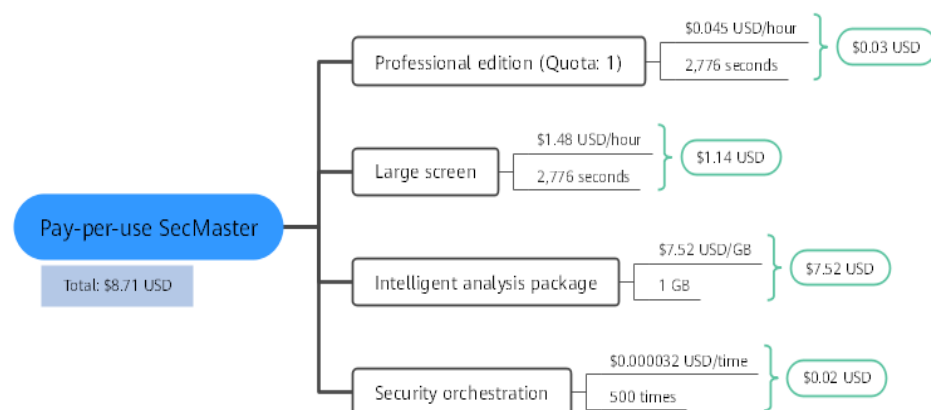 $0.045 USD/hour
Professional edition (Quota: 1)
2,776 seconds
$0.03 USD
$1.48 USD/hour
Large screen
2,776 seconds
$1.14 USD
Pay-per-use SecMaster
Total: $8.71 USD
$7.52 USD/GB
Intelligent analysis package
1 GB
$7.52 USD
$0.000032 USD/time
Security orchestration
500 times
$0.02 USD